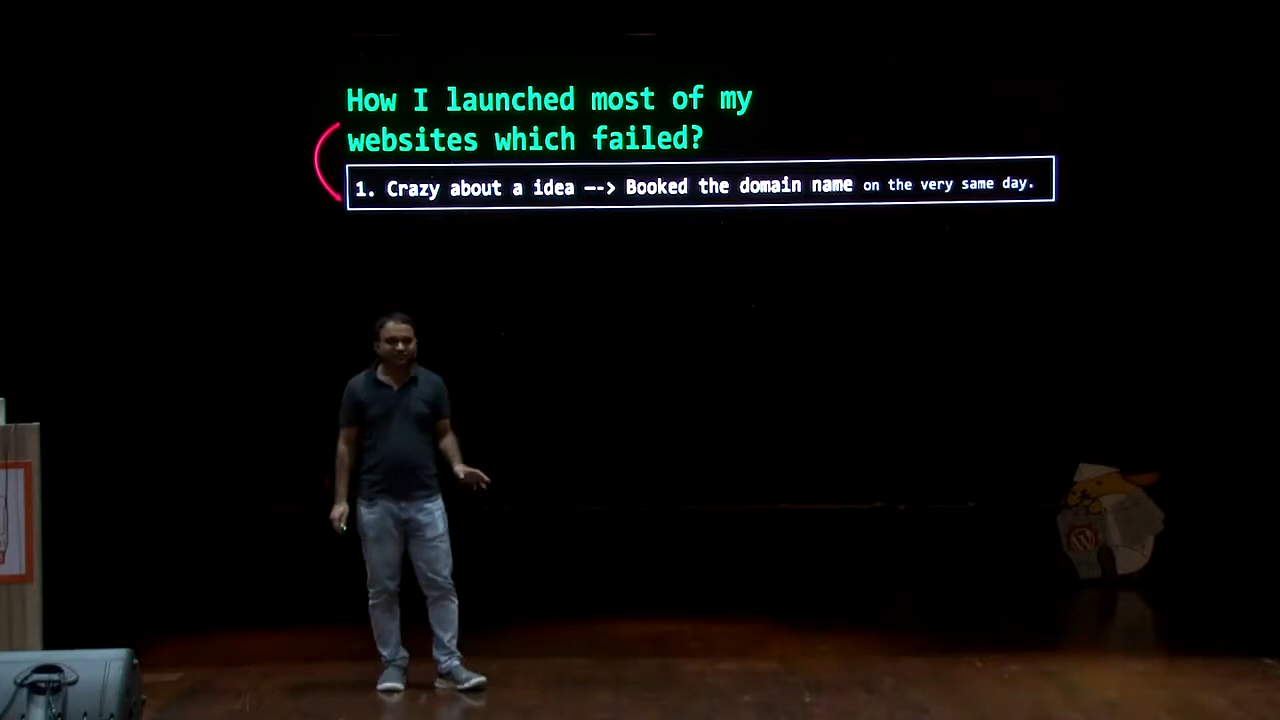 How I launched most of my
websites which failed?
1. Crazy about a idea —-> Booked the domain name on the very same day.